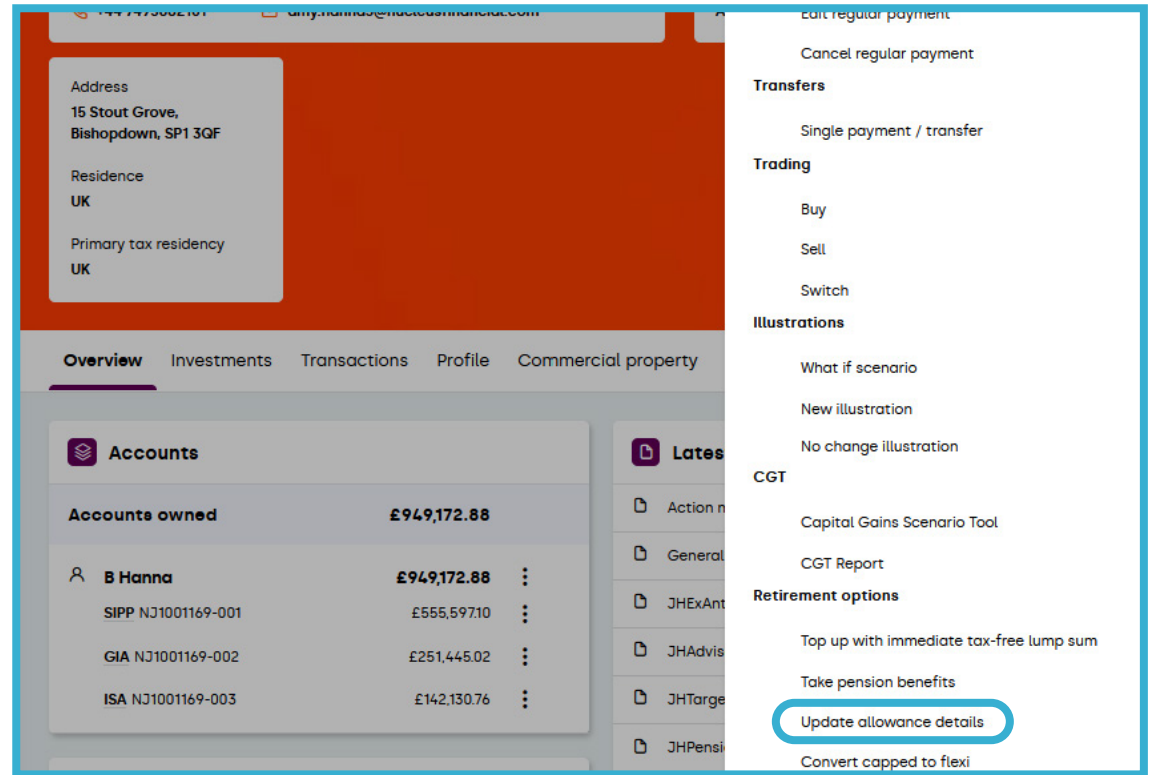 Edit regular payment
Cancel regular payment
Transfers
Single payment / transfer
Trading
Buy
Sell
Switch
Illustrations
What if scenario
New illustration
No change illustration
CGT
Capital Gains Scenario Tool
CGT Report
Retirement options
Top up with immediate tax-free lump sum
Take pension benefits
Update allowance details
Convert capped to flexi
Address
15 Stout Grove,
Bishopdown, SP1 3QF
Residence
UK
Primary tax residency
UK
Overview Investments Transactions Profile Commercial property
Accounts
Accounts owned £949,172.88
B Hanna £949,172.88
SIPP NJ1001169-001 £555,597.10
GIA NJ1001169-002 £251,445.02
ISA NJ1001169-003 £142,130.76
Lates
Action n
General
JHExAnt
JHAdvis
JHTarge
JHPensi